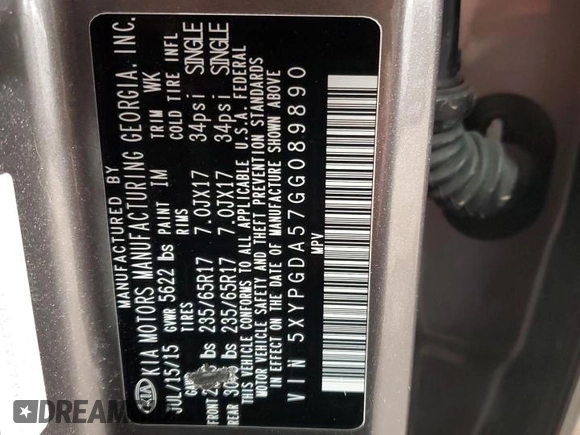 MANUFACTURED BY
KIA KIA MOTORS MANUFACTURING GEORGIA, INC.
JUL/15/15 GVWR 5622 lbs PAINT IM TRIM WK
TIRES RIMS COLD TIRE INFL
FRONT bs 235/65R17 7.0JX17 34psi SINGLE
REAR bs 235/65R17 7.0JX17 34psi SINGLE
THIS VEHICLE CONFORMS TO ALL APPLICABLE U.S.A. FEDERAL
MOTOR VEHICLE SAFETY AND THEFT PREVENTION STANDARDS
IN EFFECT ON THE DATE OF MANUFACTURE SHOWN ABOVE
VIN 5XYPGDA57GG089890
MPV